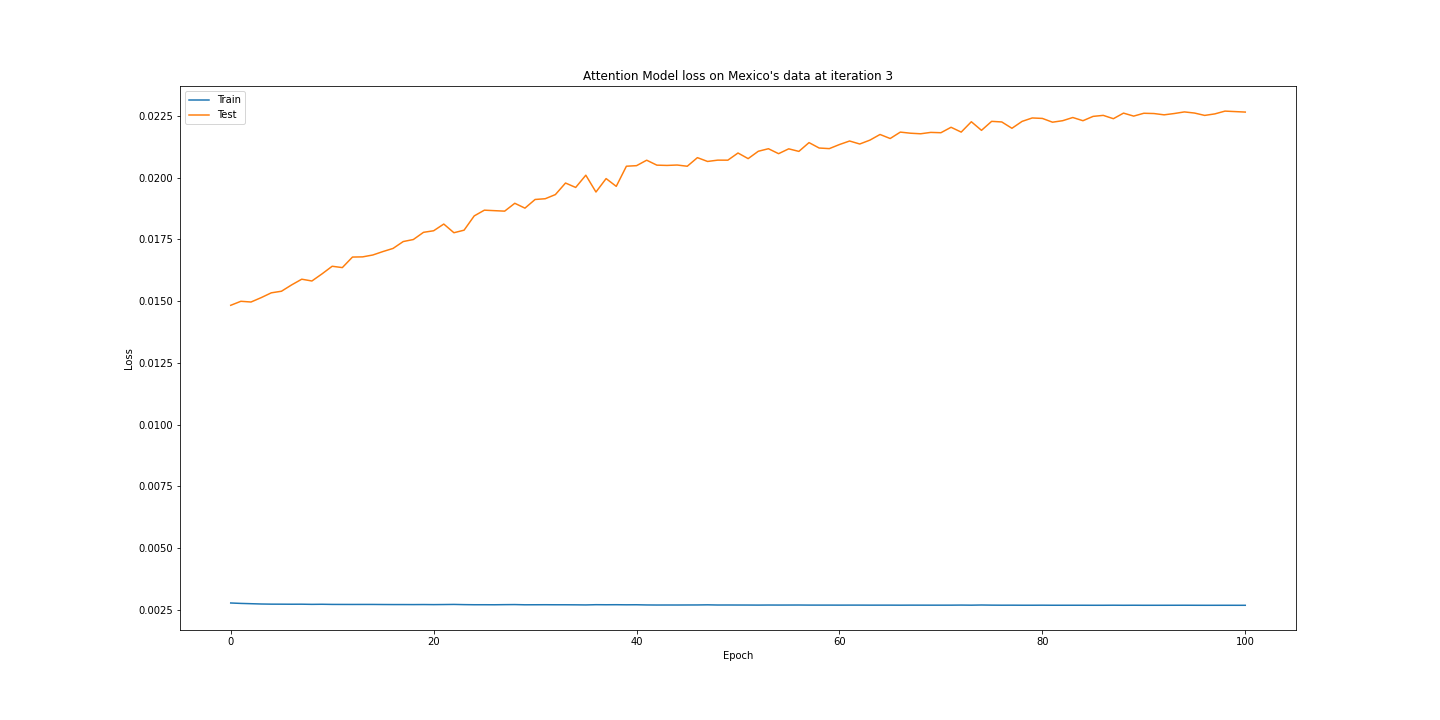 Attention Model loss on Mexico's data at iteration 3
Train
Test
0.0225
0.0200
0.0175
0.0150
0.0125
0.0100
0.0075
0.0050
0.0025
Loss
0 20 40 60 80 100
Epoch